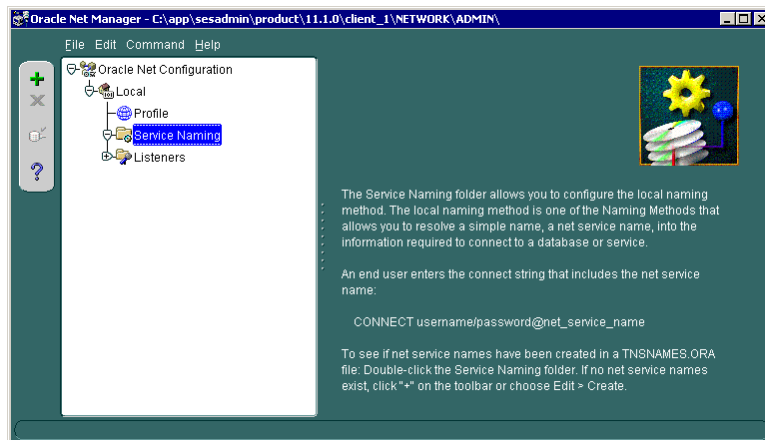 Oracle Net Manager - C:\app\sesadmin\product\11.1.0\client_1\NETWORK\ADMIN\
File Edit Command Help
Oracle Net Configuration
Local
Profile
Service Naming
Listeners
The Service Naming folder allows you to configure the local naming
method. The local naming method is one of the Naming Methods that
allows you to resolve a simple name, a net service name, into the
information required to connect to a database or service.
An end user enters the connect string that includes the net service
name:
CONNECT username/password@net_service_name
To see if net service names have been created in a TNSNAMES.ORA
file: Double-click the Service Naming folder. If no net service names
exist, click "+" on the toolbar or choose Edit > Create.